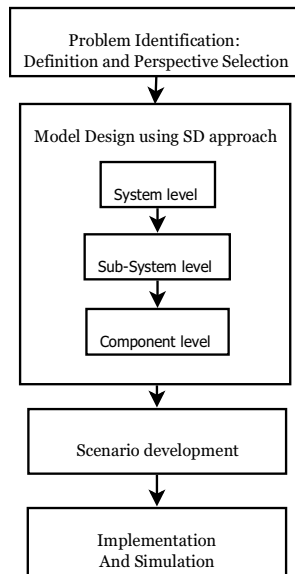 Problem Identification:
Definition and Perspective Selection
Model Design using SD approach
System level
Sub-System level
Component level
Scenario development
Implementation
And Simulation